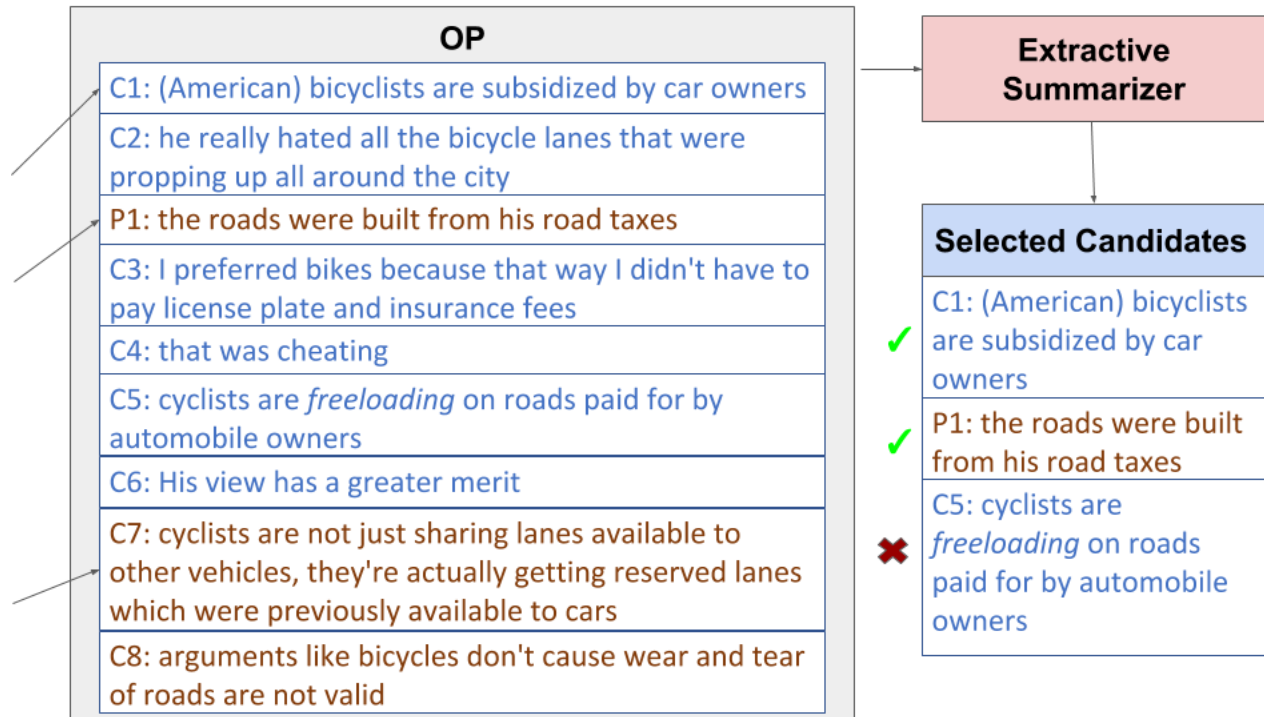 OP
C1: (American) bicyclists are subsidized by car owners
C2: he really hated all the bicycle lanes that were
propping up all around the city
P1: the roads were built from his road taxes
C3: I preferred bikes because that way I didn't have to
pay license plate and insurance fees
C4: that was cheating
C5: cyclists are freeloading on roads paid for by
automobile owners
C6: His view has a greater merit
C7: cyclists are not just sharing lanes available to
other vehicles, they're actually getting reserved lanes
which were previously available to cars
C8: arguments like bicycles don't cause wear and tear
of roads are not valid
Extractive
Summarizer
Selected Candidates
C1: (American) bicyclists
are subsidized by car
owners
P1: the roads were built
from his road taxes
C5: cyclists are
freeloading on roads
paid for by automobile
owners